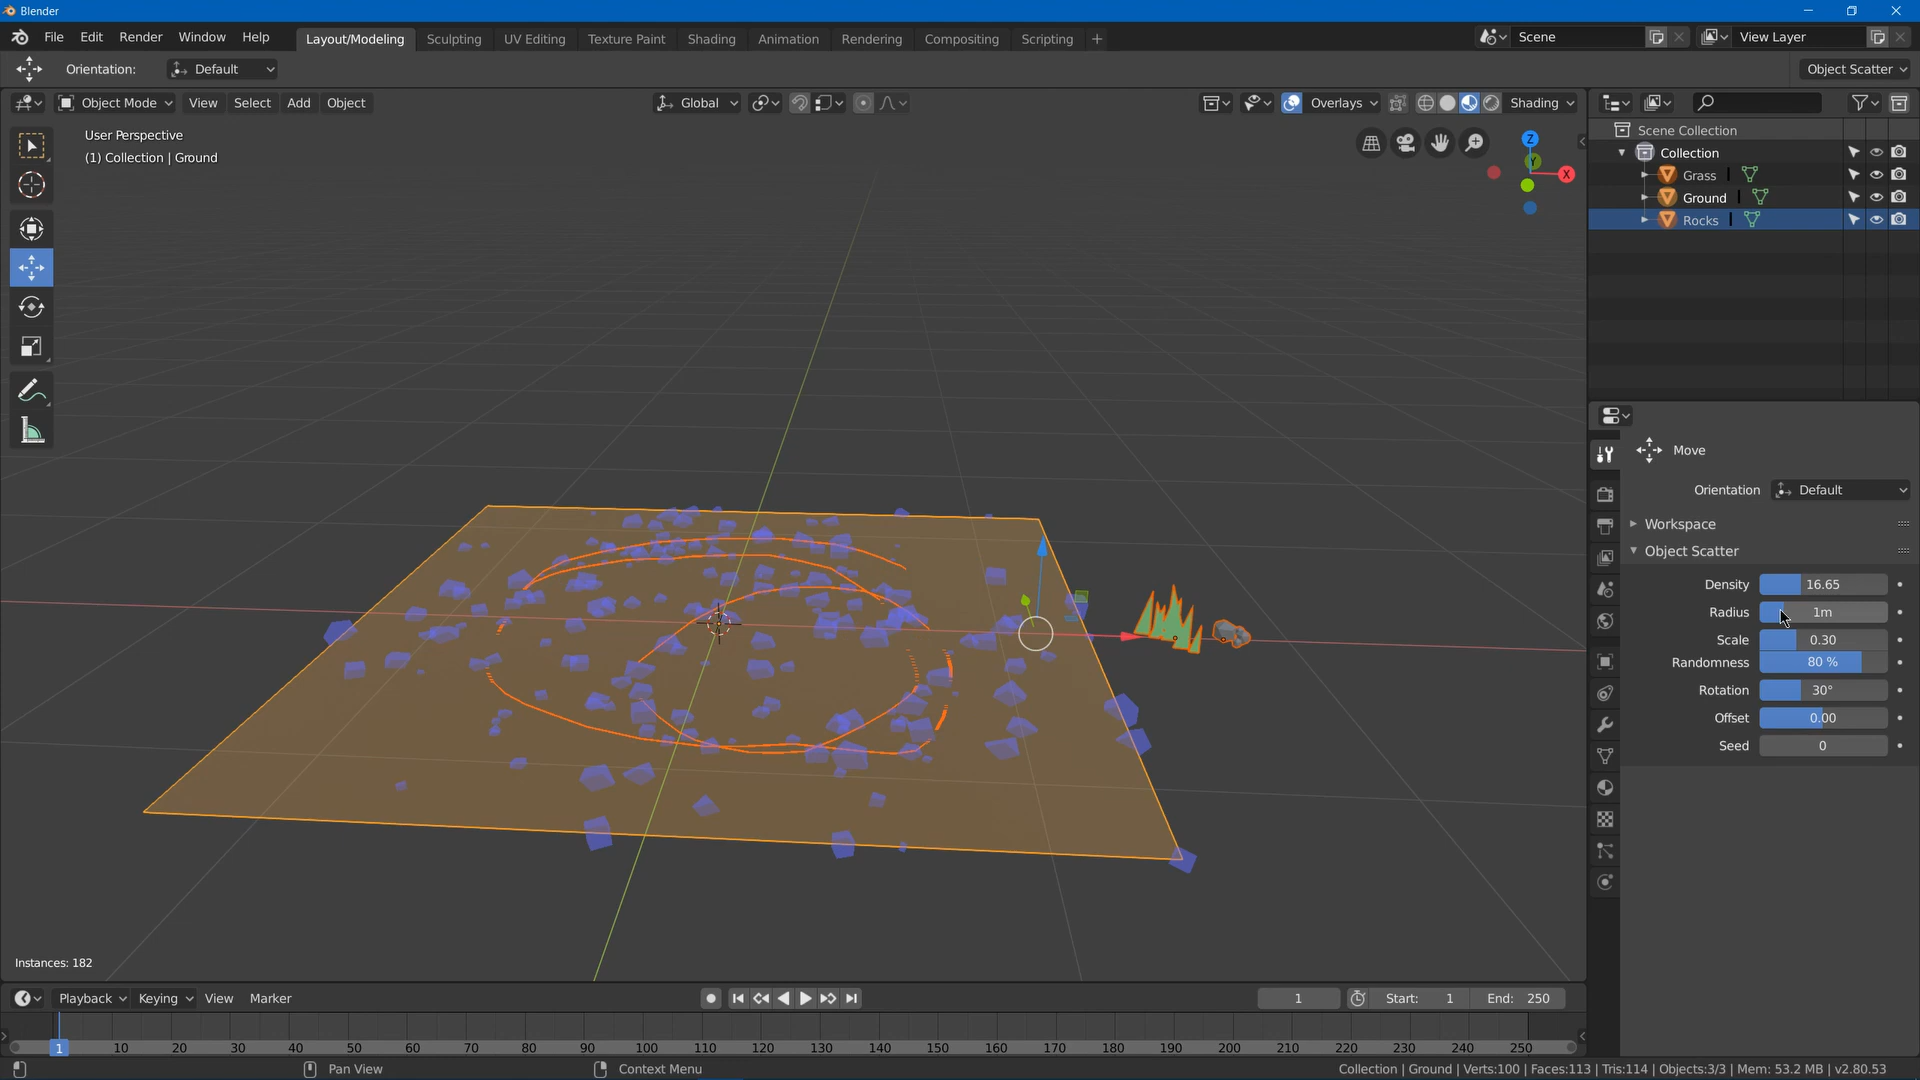 Blender
File Edit Render Window Help Layout/Modeling Sculpting UV Editing Texture Paint Shading Animation Rendering Compositing Scripting + Scene View Layer
Orientation: Default Object Scatter
Object Mode View Select Add Object Global Overlays Shading
User Perspective
(1) Collection | Ground
Z
Y
X
Scene Collection
Collection
Grass
Ground
Rocks
Move
Orientation Default
Workspace
Object Scatter
Density 16.65
Radius 1m
Scale 0.30
Randomness 80 %
Rotation 30°
Offset 0.00
Seed 0
Instances: 182
Playback Keying View Marker 1 Start: 1 End: 250
1 10 20 30 40 50 60 70 80 90 100 110 120 130 140 150 160 170 180 190 200 210 220 230 240 250
Pan View Context Menu Collection | Ground | Verts:100 | Faces:113 | Tris:114 | Objects:3/3 | Mem: 53.2 MB | v2.80.53